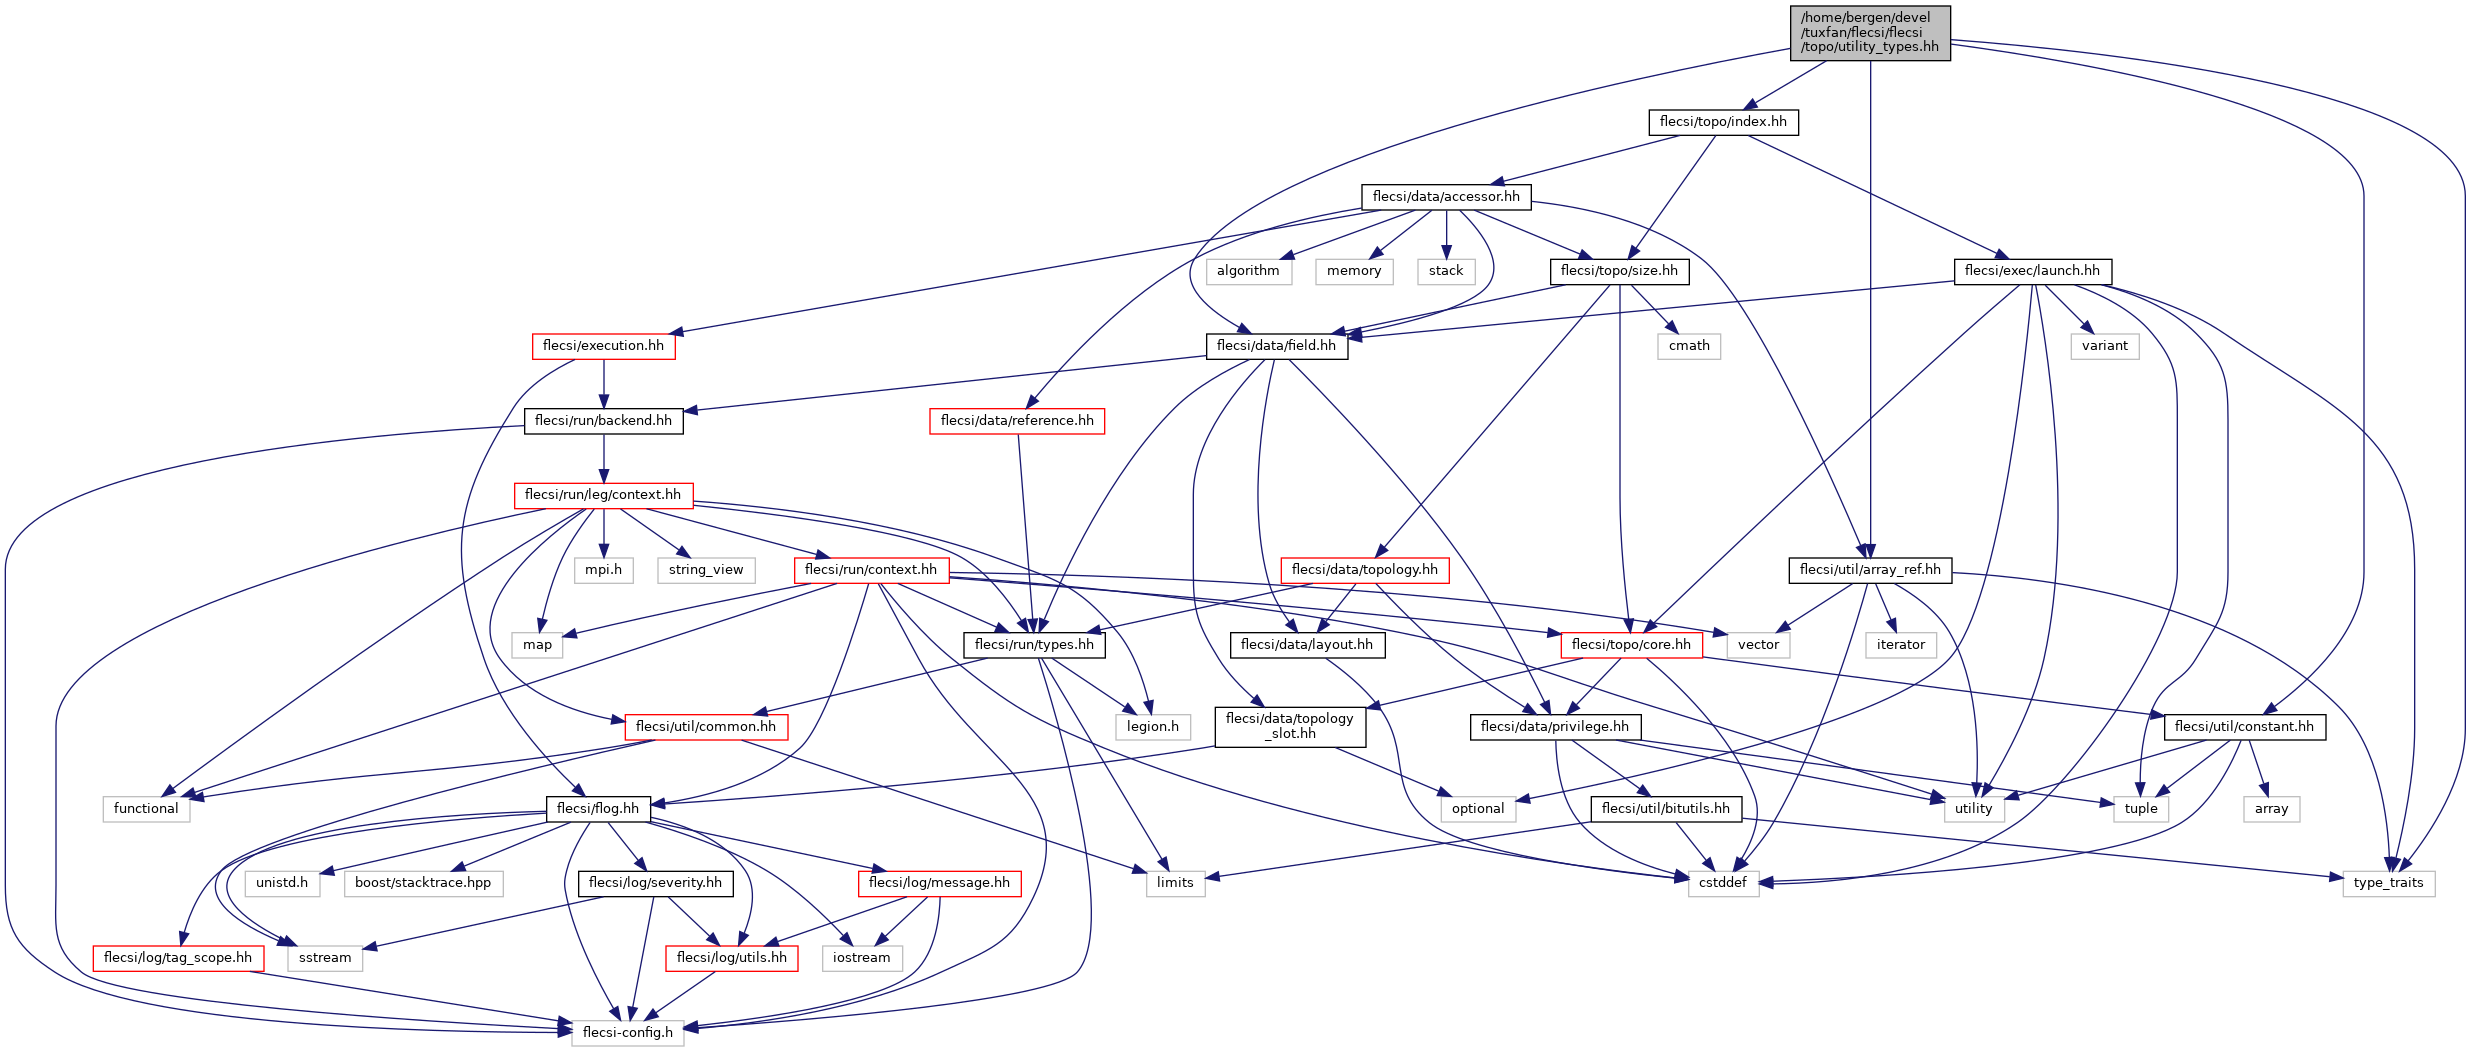 /home/bergen/devel
/tuxfan/flecsi/flecsi
/topo/utility_types.hh
flecsi/topo/index.hh
flecsi/data/accessor.hh
algorithm
memory
stack
flecsi/topo/size.hh
flecsi/exec/launch.hh
flecsi/execution.hh
flecsi/data/field.hh
cmath
variant
flecsi/run/backend.hh
flecsi/data/reference.hh
flecsi/run/leg/context.hh
mpi.h
string_view
flecsi/run/context.hh
flecsi/data/topology.hh
flecsi/util/array_ref.hh
map
flecsi/run/types.hh
flecsi/data/layout.hh
flecsi/topo/core.hh
vector
iterator
flecsi/util/common.hh
legion.h
flecsi/data/topology
_slot.hh
flecsi/data/privilege.hh
flecsi/util/constant.hh
functional
flecsi/flog.hh
optional
flecsi/util/bitutils.hh
utility
tuple
array
unistd.h
boost/stacktrace.hpp
flecsi/log/severity.hh
flecsi/log/message.hh
limits
cstddef
type_traits
flecsi/log/tag_scope.hh
sstream
flecsi/log/utils.hh
iostream
flecsi-config.h